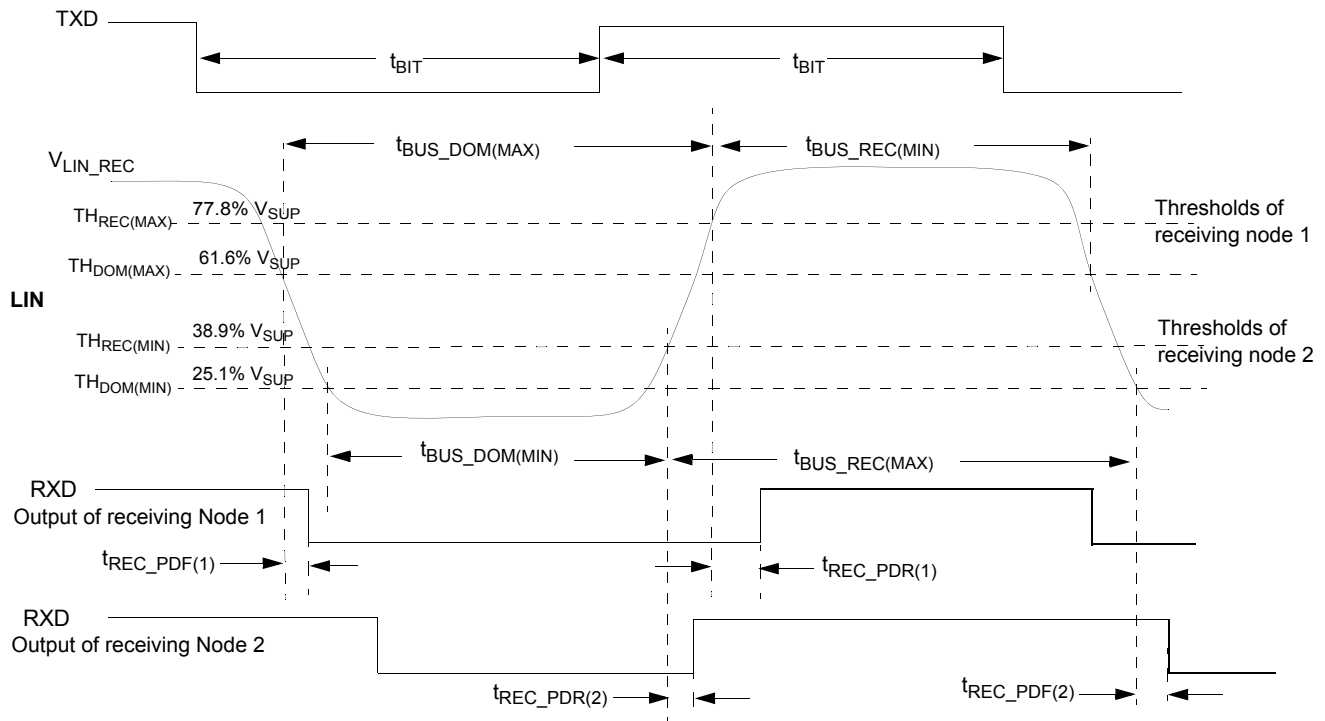 TXD
tBIT
tBIT
tBUS_DOM(MAX)
tBUS_REC(MIN)
VLIN_REC
THREC(MAX) 77.8% VSUP
Thresholds of
receiving node 1
THDOM(MAX) 61.6% VSUP
LIN
THREC(MIN) 38.9% VSUP
Thresholds of
receiving node 2
THDOM(MIN) 25.1% VSUP
tBUS_DOM(MIN)
tBUS_REC(MAX)
RXD
Output of receiving Node 1
tREC_PDF(1)
tREC_PDR(1)
RXD
Output of receiving Node 2
tREC_PDR(2)
tREC_PDF(2)